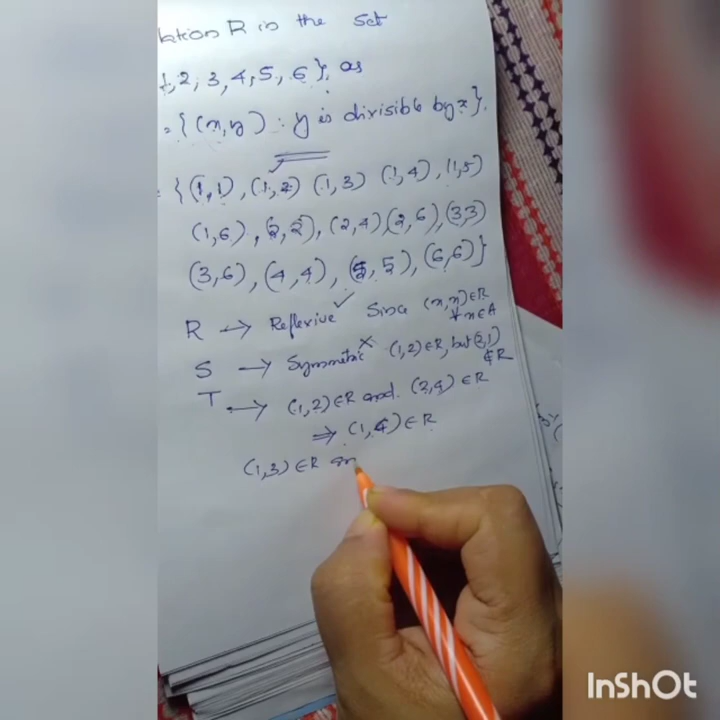 lation R in the set
1, 2, 3, 4, 5, 6}, as
= {(x,y) : y is divisible by x}.
= {(1,1), (1,2) (1,3) (1,4), (1,5)
(1,6), (2,2), (2,4) (2,6), (3,3)
(3,6), (4,4), (5,5), (6,6)}
R → Reflexive ✓ Since (x,x)∈R
∀ x∈A
S → Symmetric × (1,2)∈R, but (2,1)
∉R
T → (1,2)∈R and (2,4)∈R
⇒ (1,4)∈R
(1,3)∈R an
InShOt